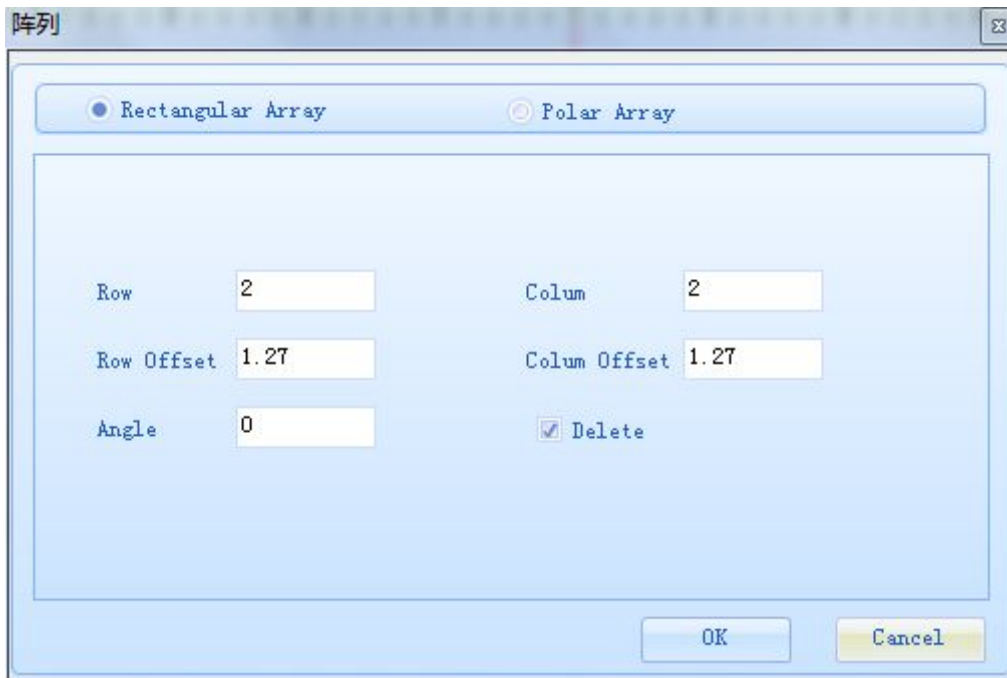 阵列
Rectangular Array Polar Array
Row 2 Colum 2
Row Offset 1.27 Colum Offset 1.27
Angle 0 Delete
OK Cancel